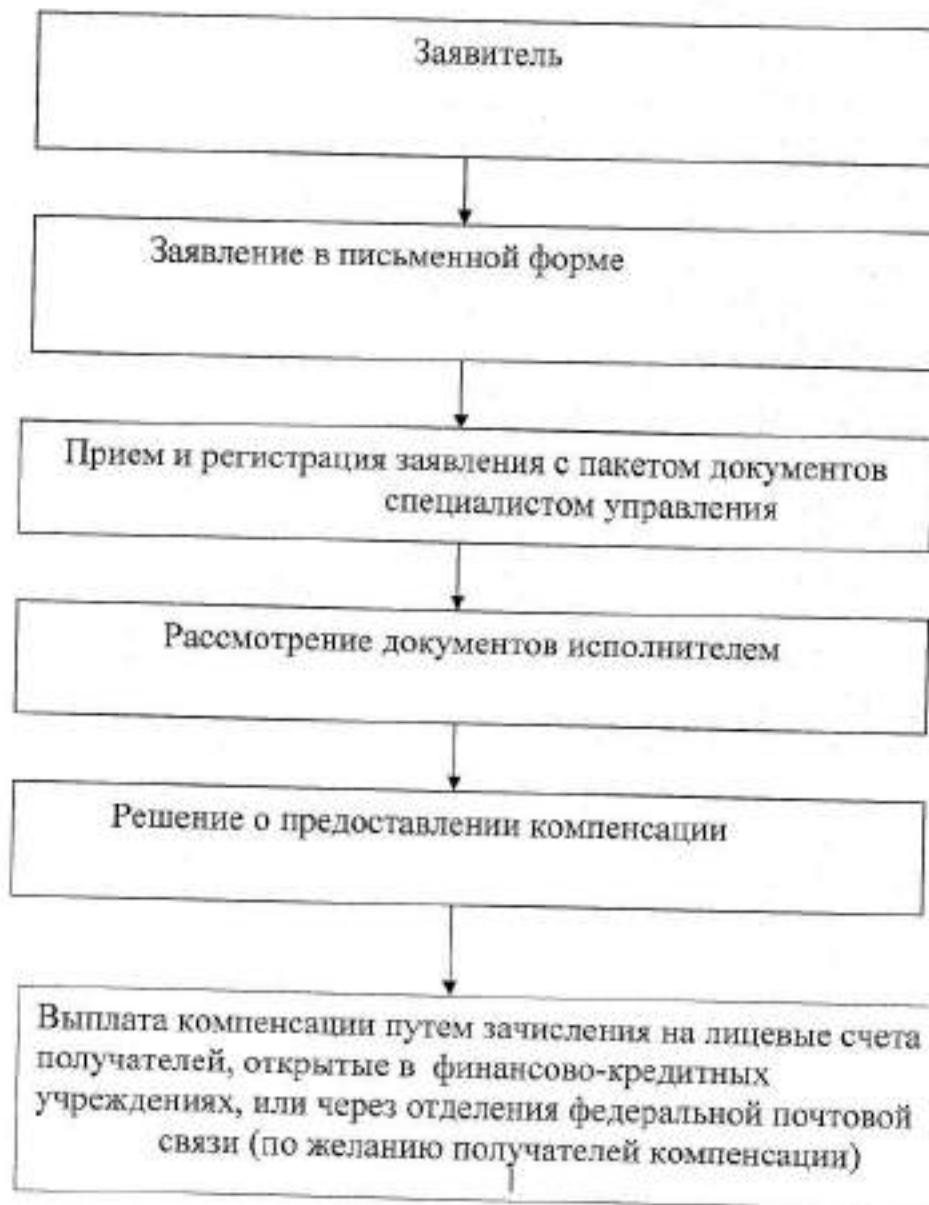 Заявитель
Заявление в письменной форме
Прием и регистрация заявления с пакетом документов
специалистом управления
Рассмотрение документов исполнителем
Решение о предоставлении компенсации
Выплата компенсации путем зачисления на лицевые счета
получателей, открытые в финансово-кредитных
учреждениях, или через отделения федеральной почтовой
связи (по желанию получателей компенсации)